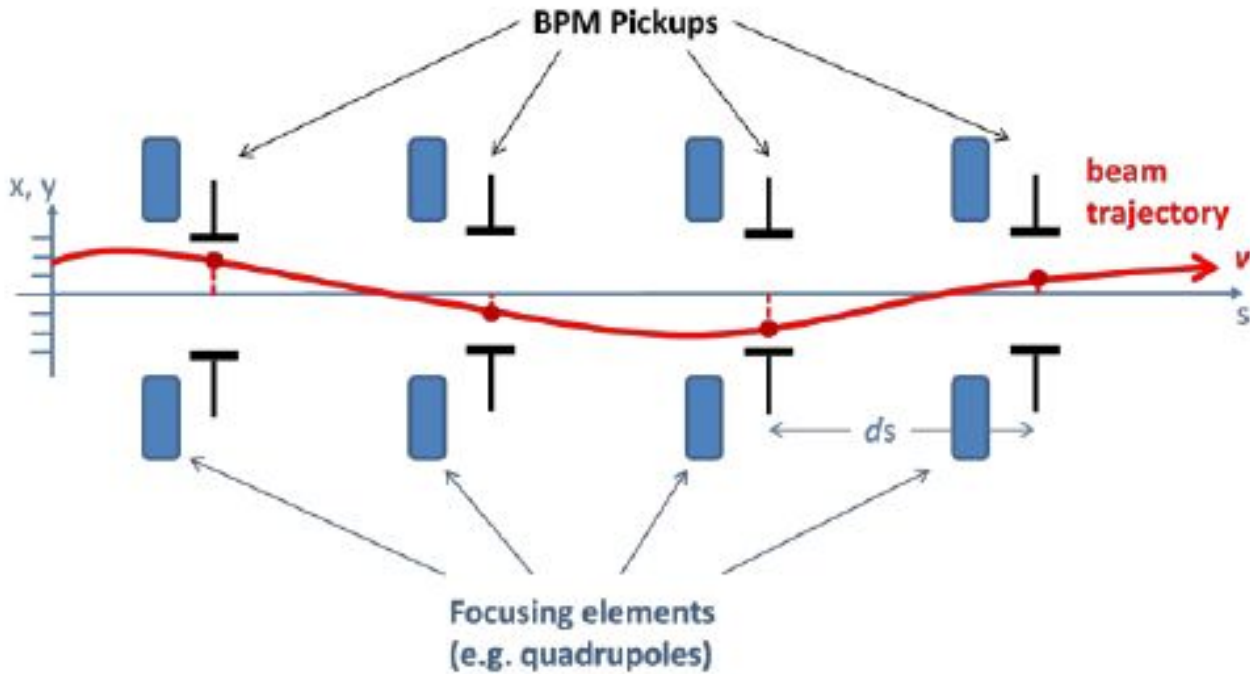 BPM Pickups
x, y
beam
trajectory
v
s
ds
Focusing elements
(e.g. quadrupoles)